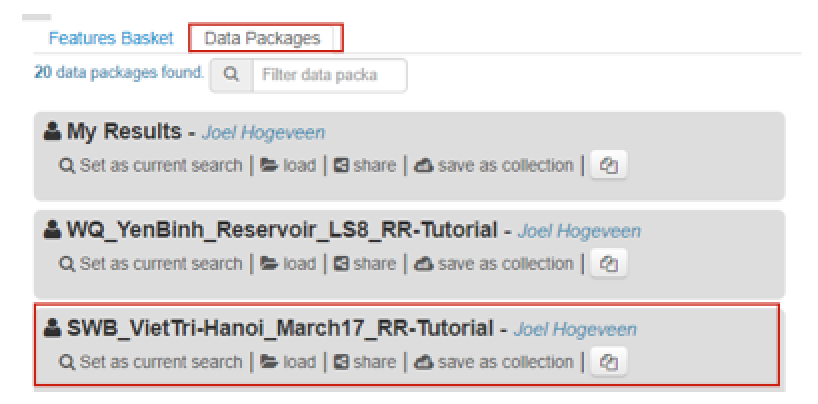 Features Basket Data Packages
20 data packages found. Filter data packa
My Results - Joel Hogeveen
Set as current search | load | share | save as collection |
WQ_YenBinh_Reservoir_LS8_RR-Tutorial - Joel Hogeveen
Set as current search | load | share | save as collection |
SWB_VietTri-Hanoi_March17_RR-Tutorial - Joel Hogeveen
Set as current search | load | share | save as collection |